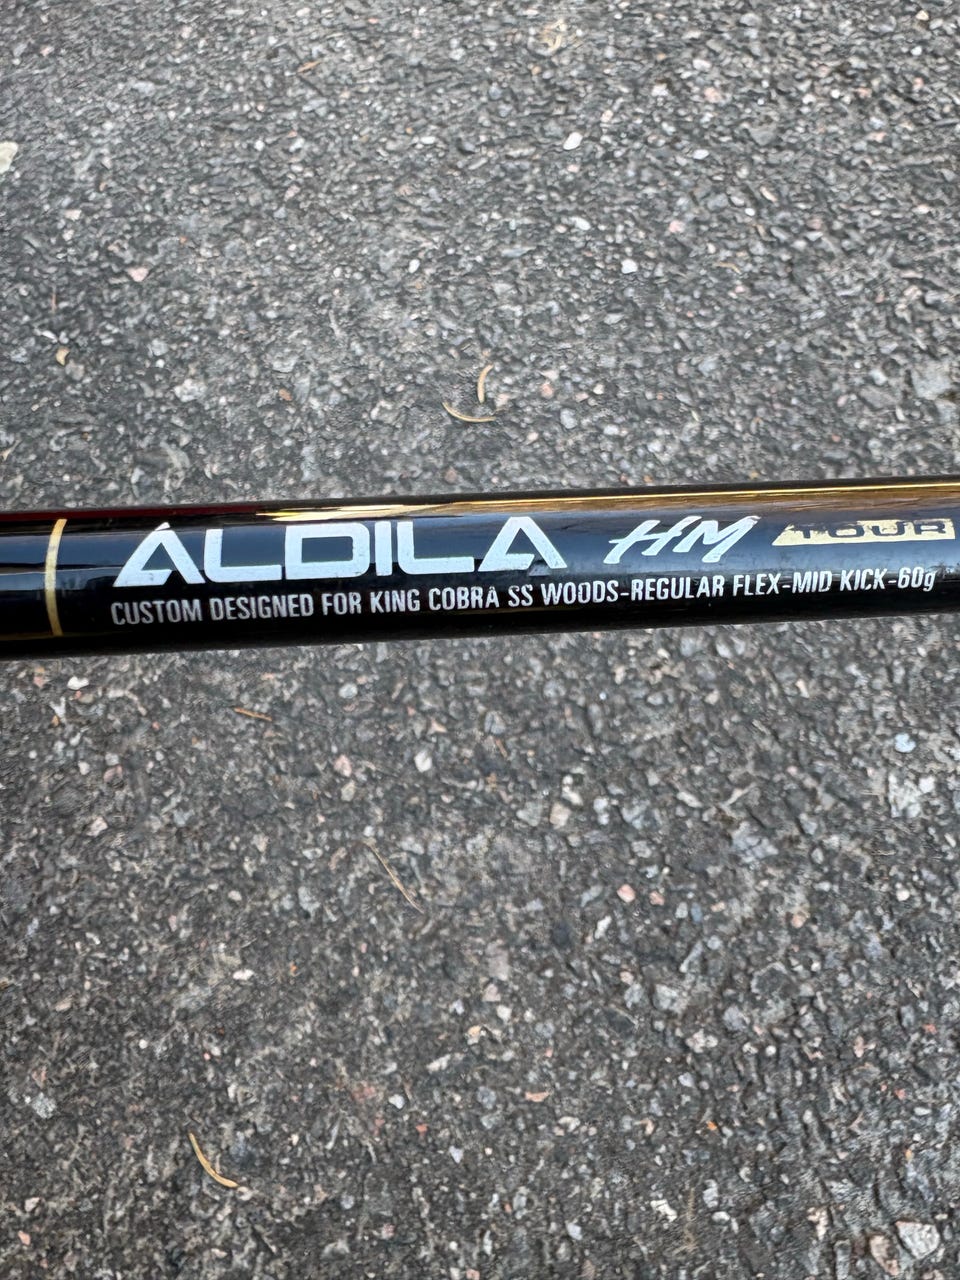 ALDILA HM TOUR
CUSTOM DESIGNED FOR KING COBRA SS WOODS-REGULAR FLEX-MID KICK-60g